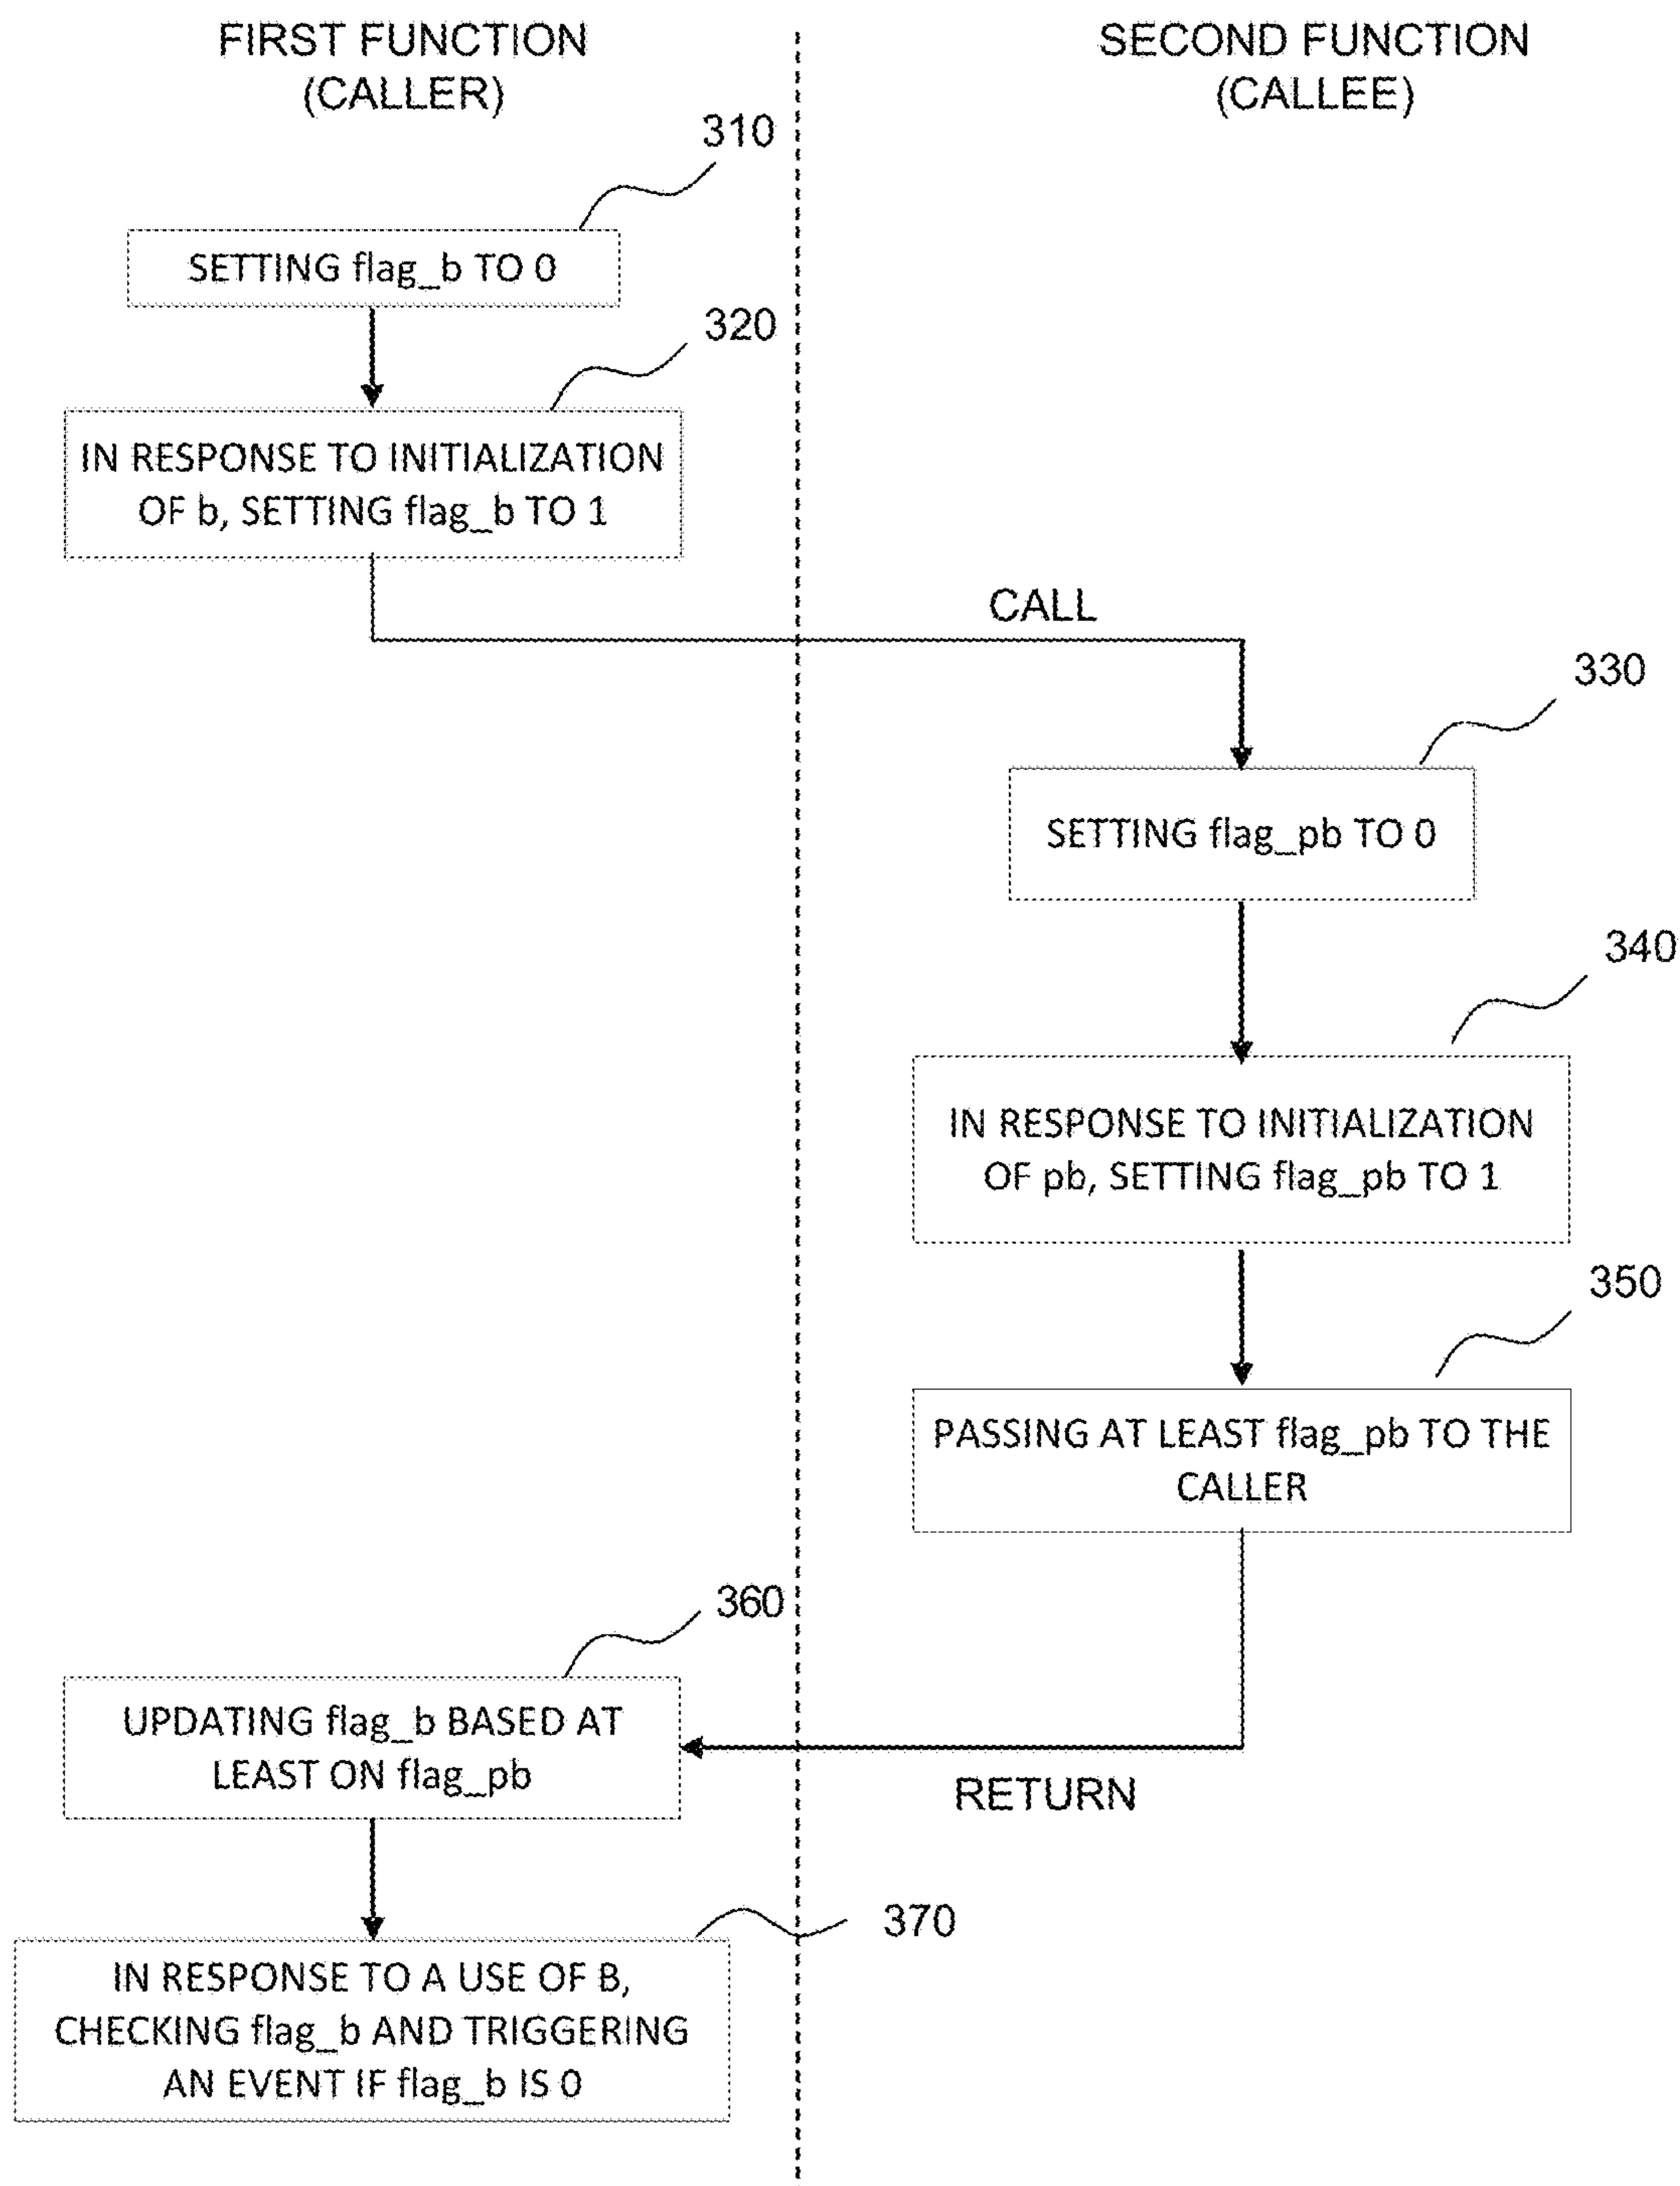 FIRST FUNCTION
(CALLER)
SECOND FUNCTION
(CALLEE)
310
SETTING flag_b TO 0
320
IN RESPONSE TO INITIALIZATION
OF b, SETTING flag_b TO 1
CALL
330
SETTING flag_pb TO 0
340
IN RESPONSE TO INITIALIZATION
OF pb, SETTING flag_pb TO 1
350
PASSING AT LEAST flag_pb TO THE
CALLER
360
UPDATING flag_b BASED AT
LEAST ON flag_pb
RETURN
370
IN RESPONSE TO A USE OF B,
CHECKING flag_b AND TRIGGERING
AN EVENT IF flag_b IS 0